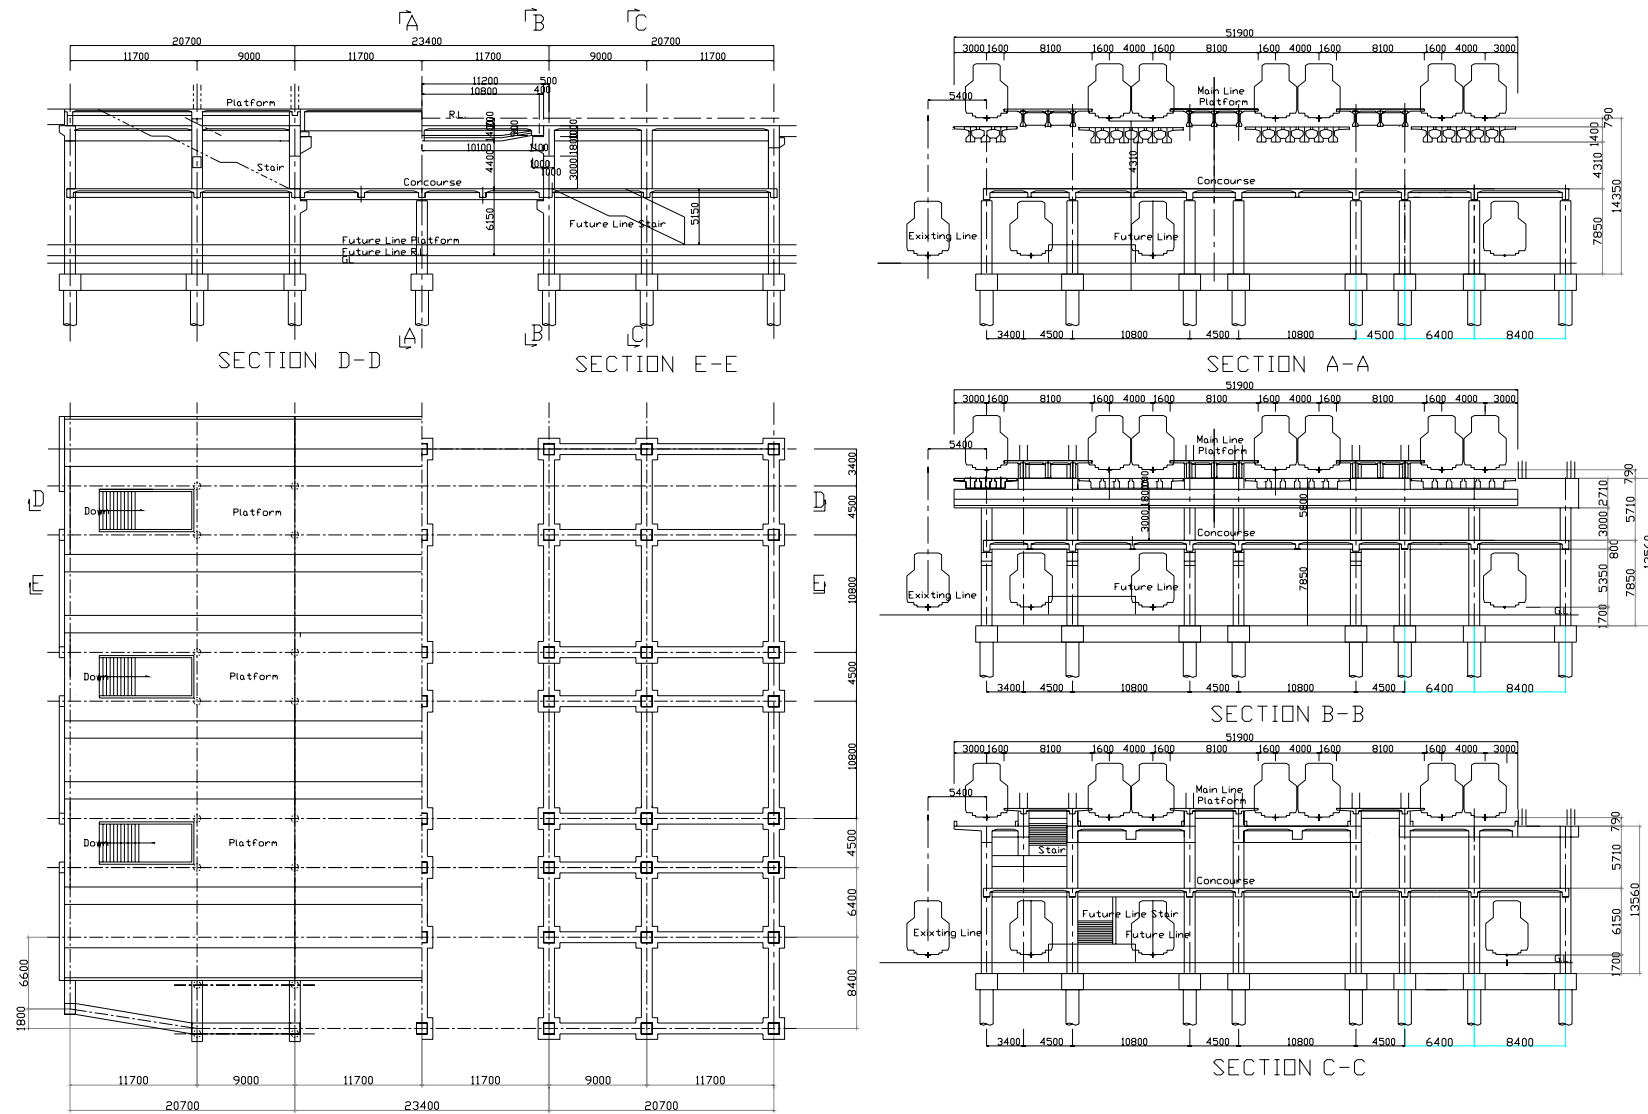 A B C
20700 23400 20700
11700 9000 11700 11700 9000 11700
11200 500
10800 400
Platform
R.L.
10100 1100
4400
1000
1000
3000
Stair
Concourse
6150
5150
Future Line Stair
Future Line Platform
Future Line R.L.
GL
A B C
SECTION D-D
SECTION E-E
51900
3000 1600 8100 1600 4000 1600 8100 1600 4000 1600 8100 1600 4000 3000
5400
Main Line
Platform
790
1400
4310
4310
14350
7850
Concourse
Exixting Line
Future Line
3400 4500 10800 4500 10800 4500 6400 8400
SECTION A-A
51900
3000 1600 8100 1600 4000 1600 8100 1600 4000 1600 8100 1600 4000 3000
5400
Main Line
Platform
790
2710
5710
3000
3000
5800
800
Concourse
Exixting Line
Future Line
7850
5350
7850
1700
G.L.
3400 4500 10800 4500 10800 4500 6400 8400
SECTION B-B
51900
3000 1600 8100 1600 4000 1600 8100 1600 4000 1600 8100 1600 4000 3000
5400
Main Line
Platform
790
5710
Stair
Concourse
13560
6150
Future Line Stair
Exixting Line
Future Line
1700
G.L.
3400 4500 10800 4500 10800 4500 6400 8400
SECTION C-C
D
Down
Platform
D
E
E
Down
Platform
Down
Platform
3400
4500
10800
4500
10800
4500
6400
8400
6600
1800
11700 9000 11700 11700 9000 11700
20700 23400 20700